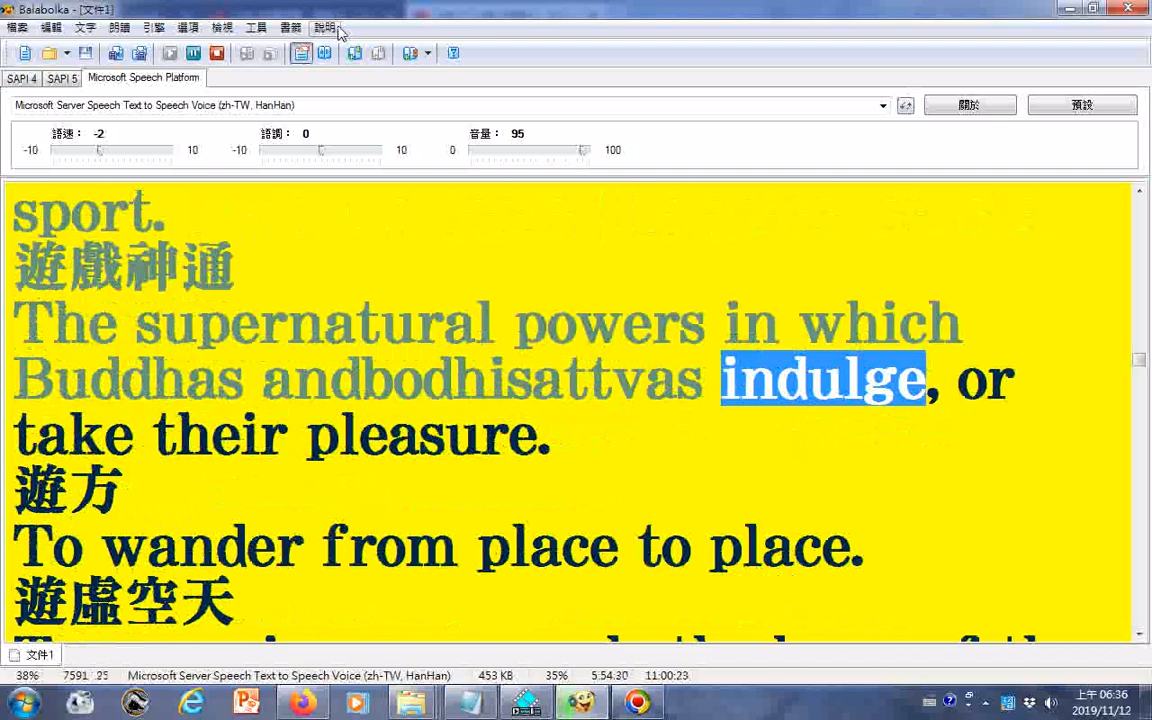 Balabolka - [文件1]
檔案 編輯 文字 朗讀 引擎 選項 檢視 工具 書籤 說明
SAPI 4 SAPI 5 Microsoft Speech Platform
Microsoft Server Speech Text to Speech Voice (zh-TW, HanHan) 關於 預設
語速： -2 語調： 0 音量： 95
-10 10 -10 10 0 100
sport.
遊戲神通
The supernatural powers in which
Buddhas andbodhisattvas indulge, or
take their pleasure.
遊方
To wander from place to place.
遊虛空天
文件1
38% Microsoft Server Speech Text to Speech Voice (zh-TW, HanHan) 453 KB 35% 5:54:30 11:00:23
上午 06:36
2019/11/12